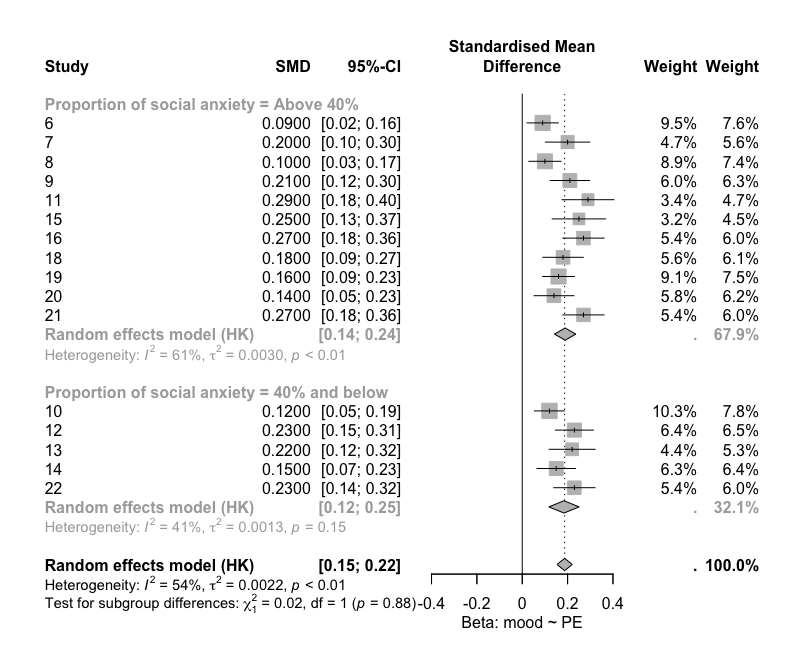 Standardised Mean
Study SMD 95%-CI Difference Weight Weight
Proportion of social anxiety = Above 40%
6 0.0900 [0.02; 0.16] 9.5% 7.6%
7 0.2000 [0.10; 0.30] 4.7% 5.6%
8 0.1000 [0.03; 0.17] 8.9% 7.4%
9 0.2100 [0.12; 0.30] 6.0% 6.3%
11 0.2900 [0.18; 0.40] 3.4% 4.7%
15 0.2500 [0.13; 0.37] 3.2% 4.5%
16 0.2700 [0.18; 0.36] 5.4% 6.0%
18 0.1800 [0.09; 0.27] 5.6% 6.1%
19 0.1600 [0.09; 0.23] 9.1% 7.5%
20 0.1400 [0.05; 0.23] 5.8% 6.2%
21 0.2700 [0.18; 0.36] 5.4% 6.0%
Random effects model (HK) [0.14; 0.24] . 67.9%
Heterogeneity: I² = 61%, τ² = 0.0030, p < 0.01
Proportion of social anxiety = 40% and below
10 0.1200 [0.05; 0.19] 10.3% 7.8%
12 0.2300 [0.15; 0.31] 6.4% 6.5%
13 0.2200 [0.12; 0.32] 4.4% 5.3%
14 0.1500 [0.07; 0.23] 6.3% 6.4%
22 0.2300 [0.14; 0.32] 5.4% 6.0%
Random effects model (HK) [0.12; 0.25] . 32.1%
Heterogeneity: I² = 41%, τ² = 0.0013, p = 0.15
Random effects model (HK) [0.15; 0.22] . 100.0%
Heterogeneity: I² = 54%, τ² = 0.0022, p < 0.01
Test for subgroup differences: χ²₁ = 0.02, df = 1 (p = 0.88) -0.4 -0.2 0 0.2 0.4
Beta: mood ~ PE